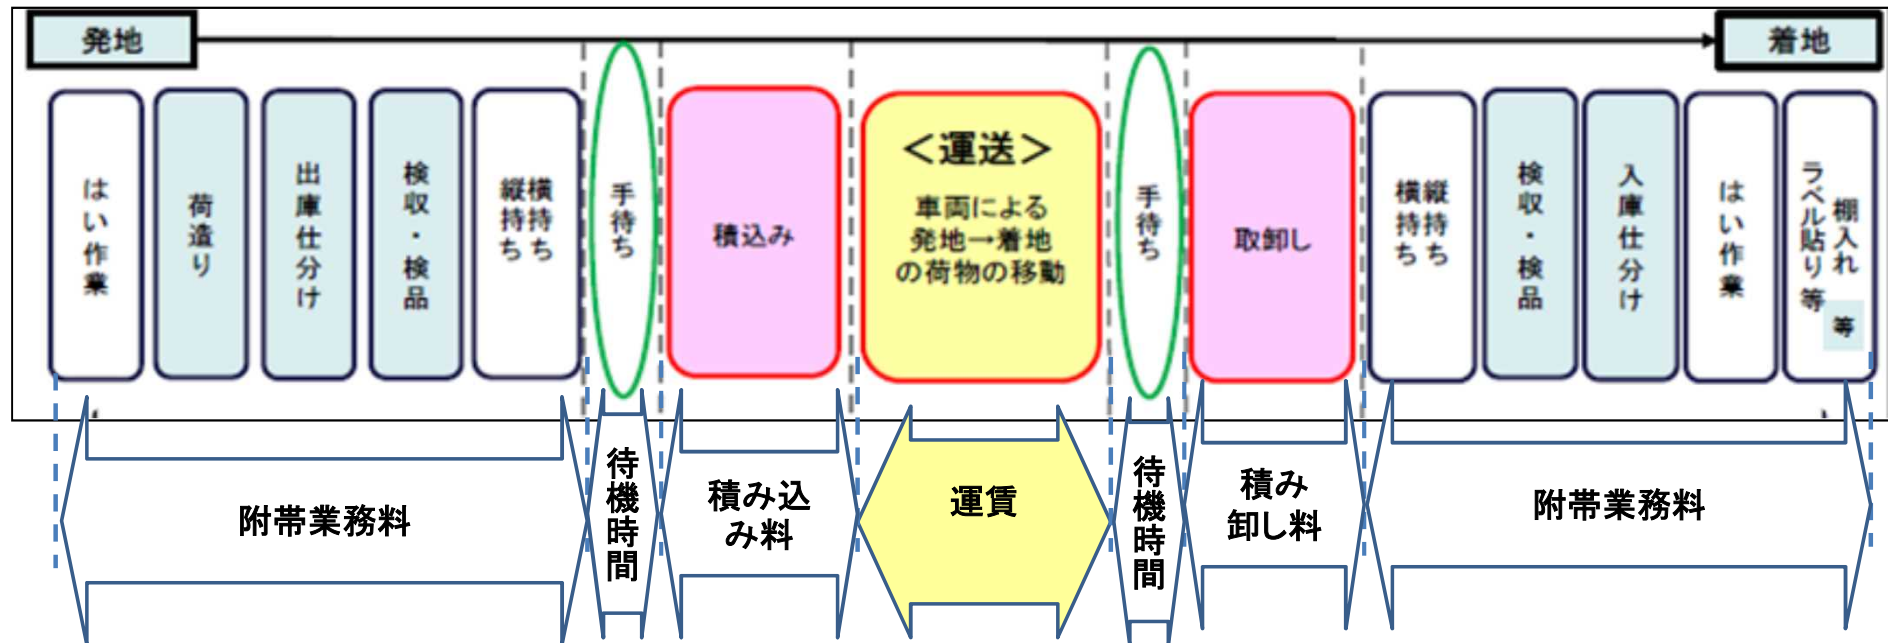 発地
着地
はい作業
荷造り
出庫仕分け
検収・検品
横持ち
縦持ち
手待ち
積込み
＜運送＞
車両による
発地→着地
の荷物の移動
手待ち
取卸し
縦持ち
横持ち
検収・検品
入庫仕分け
はい作業
棚入れ
ラベル貼り等
等
附帯業務料
待機時間
積み込
み料
運賃
待機時間
積み
卸し料
附帯業務料